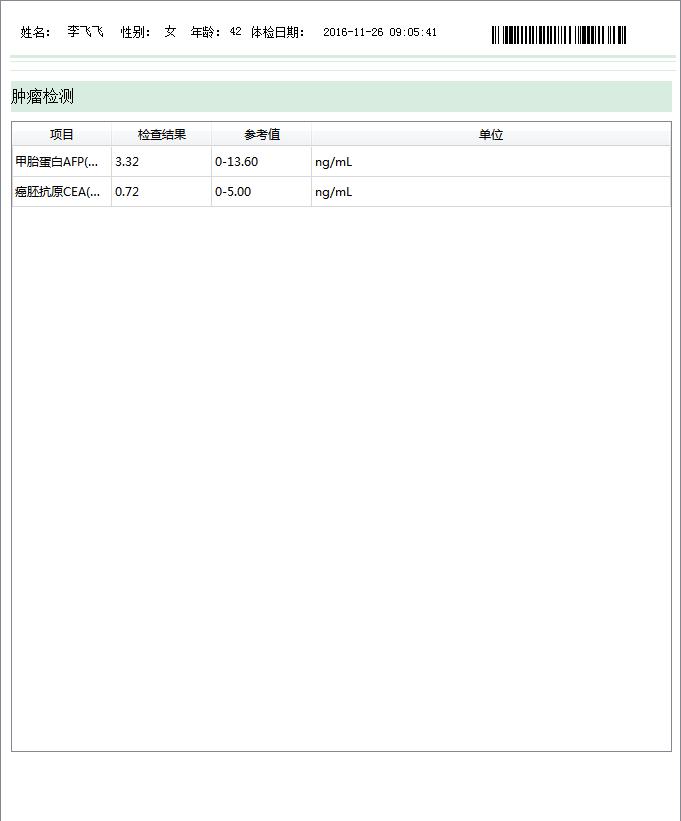 姓名： 李飞飞 性别： 女 年龄： 42 体检日期： 2016-11-26 09:05:41
肿瘤检测
项目 检查结果 参考值 单位
甲胎蛋白AFP(... 3.32 0-13.60 ng/mL
癌胚抗原CEA(... 0.72 0-5.00 ng/mL